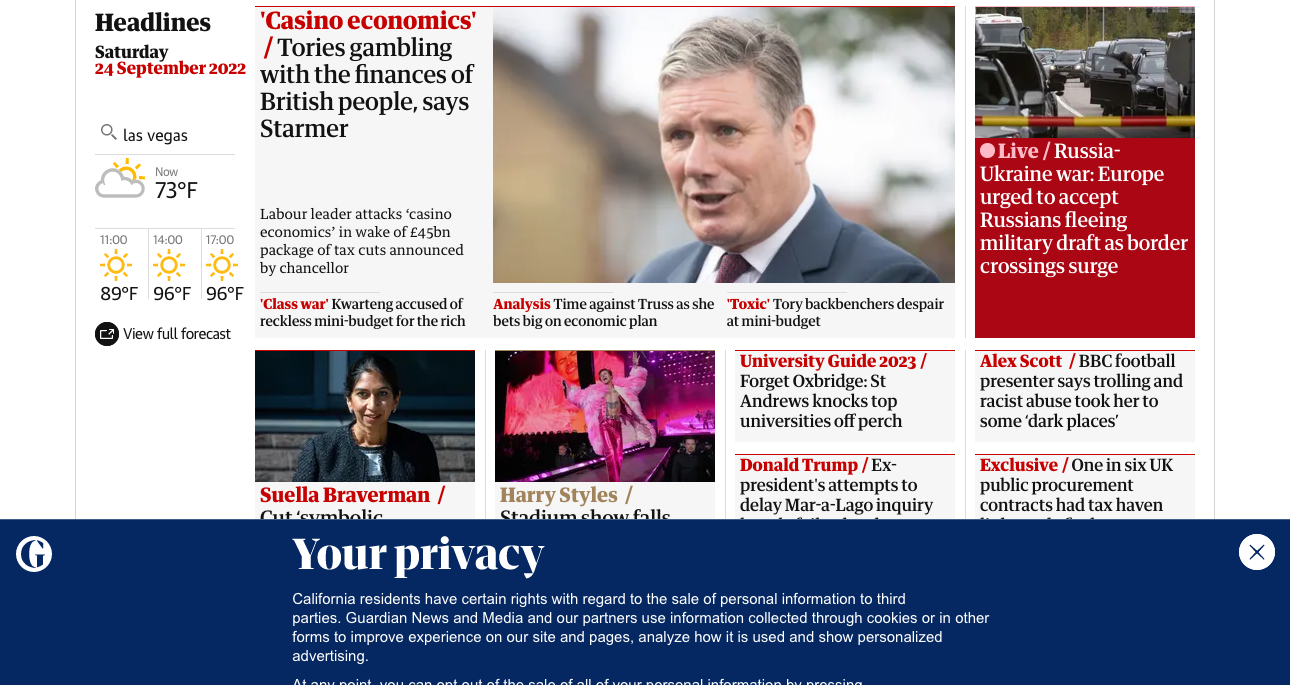 Headlines
Saturday
24 September 2022
las vegas
Now
73°F
11:00
14:00
17:00
89°F
96°F
96°F
View full forecast
'Casino economics'
/ Tories gambling
with the finances of
British people, says
Starmer
Labour leader attacks ‘casino
economics’ in wake of £45bn
package of tax cuts announced
by chancellor
'Class war' Kwarteng accused of
reckless mini-budget for the rich
Analysis Time against Truss as she
bets big on economic plan
'Toxic' Tory backbenchers despair
at mini-budget
Live / Russia-
Ukraine war: Europe
urged to accept
Russians fleeing
military draft as border
crossings surge
Suella Braverman /
Cut ‘symbolic
Harry Styles /
Stadium show falls
University Guide 2023 /
Forget Oxbridge: St
Andrews knocks top
universities off perch
Donald Trump / Ex-
president's attempts to
delay Mar-a-Lago inquiry
Alex Scott / BBC football
presenter says trolling and
racist abuse took her to
some ‘dark places’
Exclusive / One in six UK
public procurement
contracts had tax haven
G
Your privacy
California residents have certain rights with regard to the sale of personal information to third
parties. Guardian News and Media and our partners use information collected through cookies or in other
forms to improve experience on our site and pages, analyze how it is used and show personalized
advertising.
At any point, you can opt out of the sale of all of your personal information by pressing